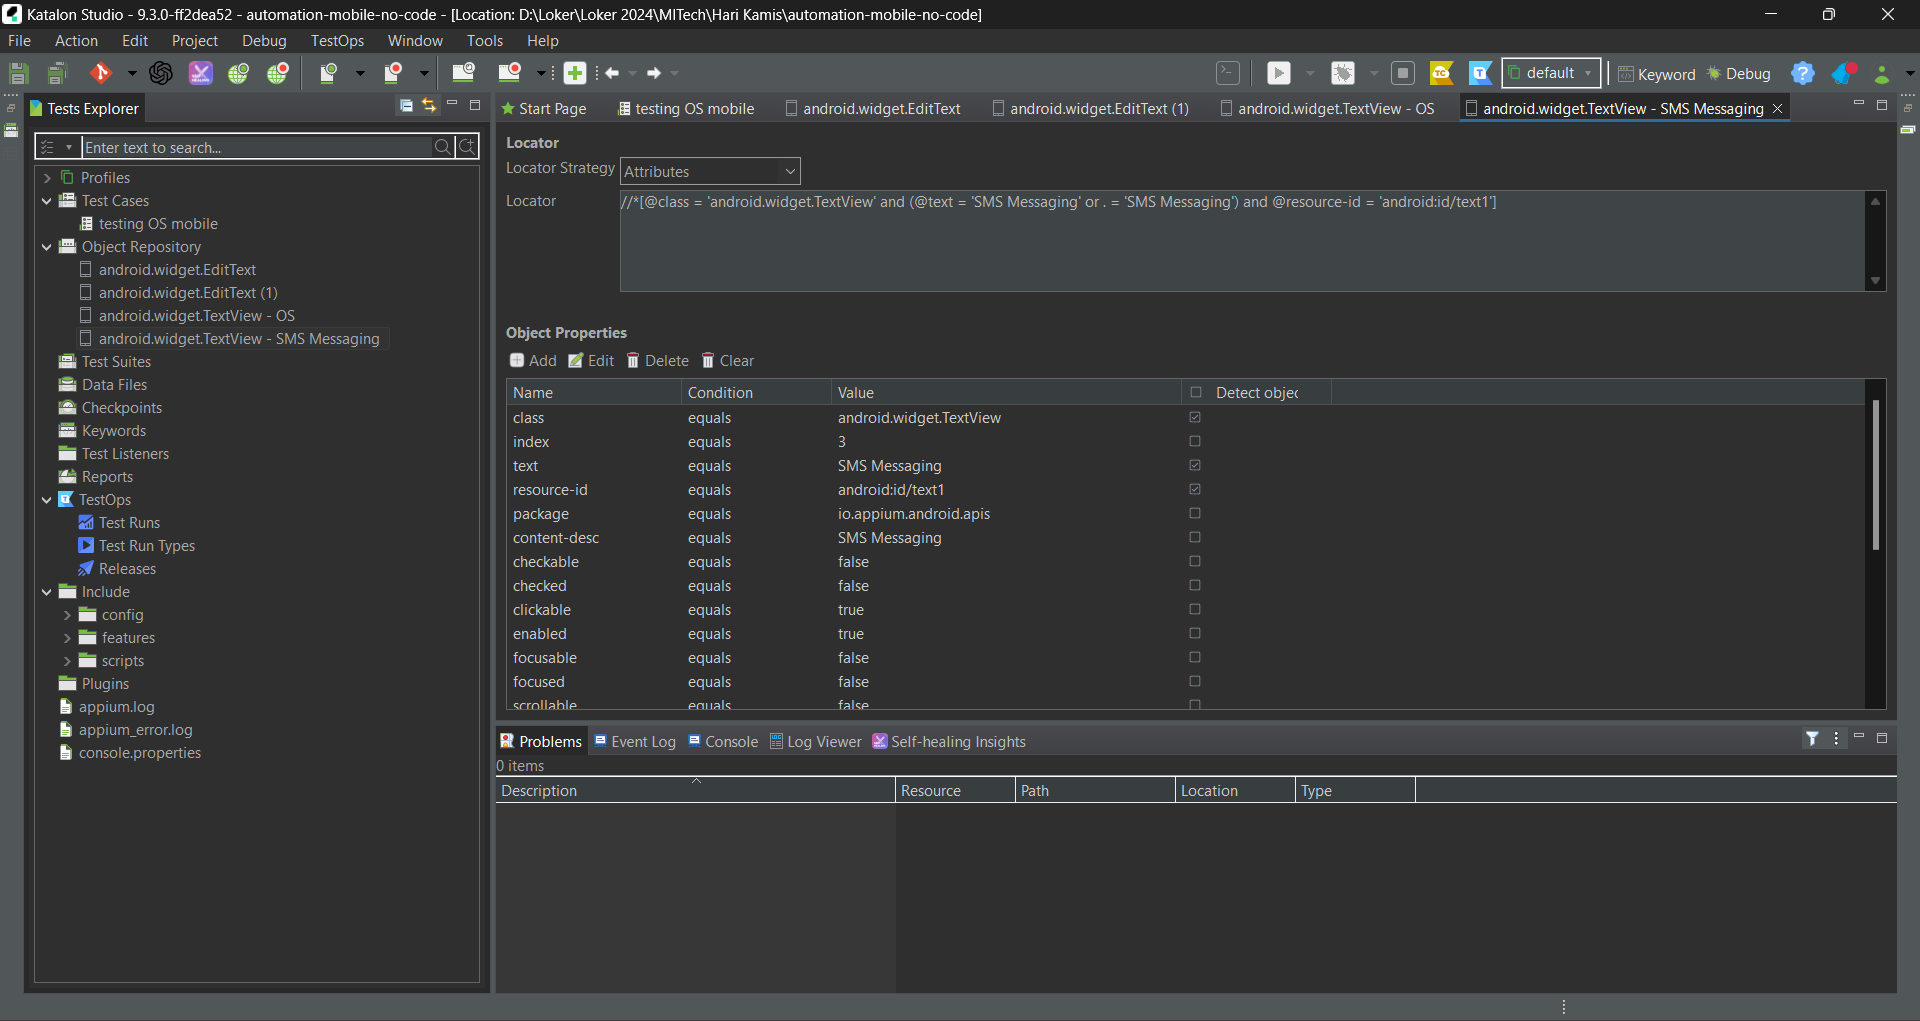 Katalon Studio - 9.3.0-ff2dea52 - automation-mobile-no-code - [Location: D:\Loker\Loker 2024\MITech\Hari Kamis\automation-mobile-no-code]
File Action Edit Project Debug TestOps Window Tools Help
default Keyword Debug
Tests Explorer
Enter text to search...
Profiles
Test Cases
testing OS mobile
Object Repository
android.widget.EditText
android.widget.EditText (1)
android.widget.TextView - OS
android.widget.TextView - SMS Messaging
Test Suites
Data Files
Checkpoints
Keywords
Test Listeners
Reports
TestOps
Test Runs
Test Run Types
Releases
Include
config
features
scripts
Plugins
appium.log
appium_error.log
console.properties
Start Page testing OS mobile android.widget.EditText android.widget.EditText (1) android.widget.TextView - OS android.widget.TextView - SMS Messaging
Locator
Locator Strategy Attributes
Locator //*[@class = 'android.widget.TextView' and (@text = 'SMS Messaging' or . = 'SMS Messaging') and @resource-id = 'android:id/text1']
Object Properties
Add Edit Delete Clear
Name Condition Value Detect objec
class equals android.widget.TextView
index equals 3
text equals SMS Messaging
resource-id equals android:id/text1
package equals io.appium.android.apis
content-desc equals SMS Messaging
checkable equals false
checked equals false
clickable equals true
enabled equals true
focusable equals false
focused equals false
scrollable equals false
Problems Event Log Console Log Viewer Self-healing Insights
0 items
Description Resource Path Location Type